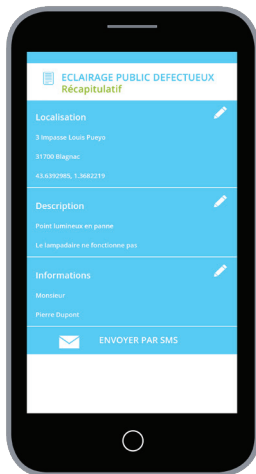 ECLAIRAGE PUBLIC DEFECTUEUX
Récapitulatif
Localisation
3 Impasse Louis Pueyo
31700 Blagnac
43.6392985, 1.3682219
Description
Point lumineux en panne
Le lampadaire ne fonctionne pas
Informations
Monsieur
Pierre Dupont
ENVOYER PAR SMS